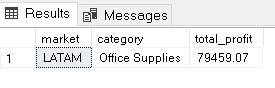 Results Messages
market category total_profit
1 LATAM Office Supplies 79459.07